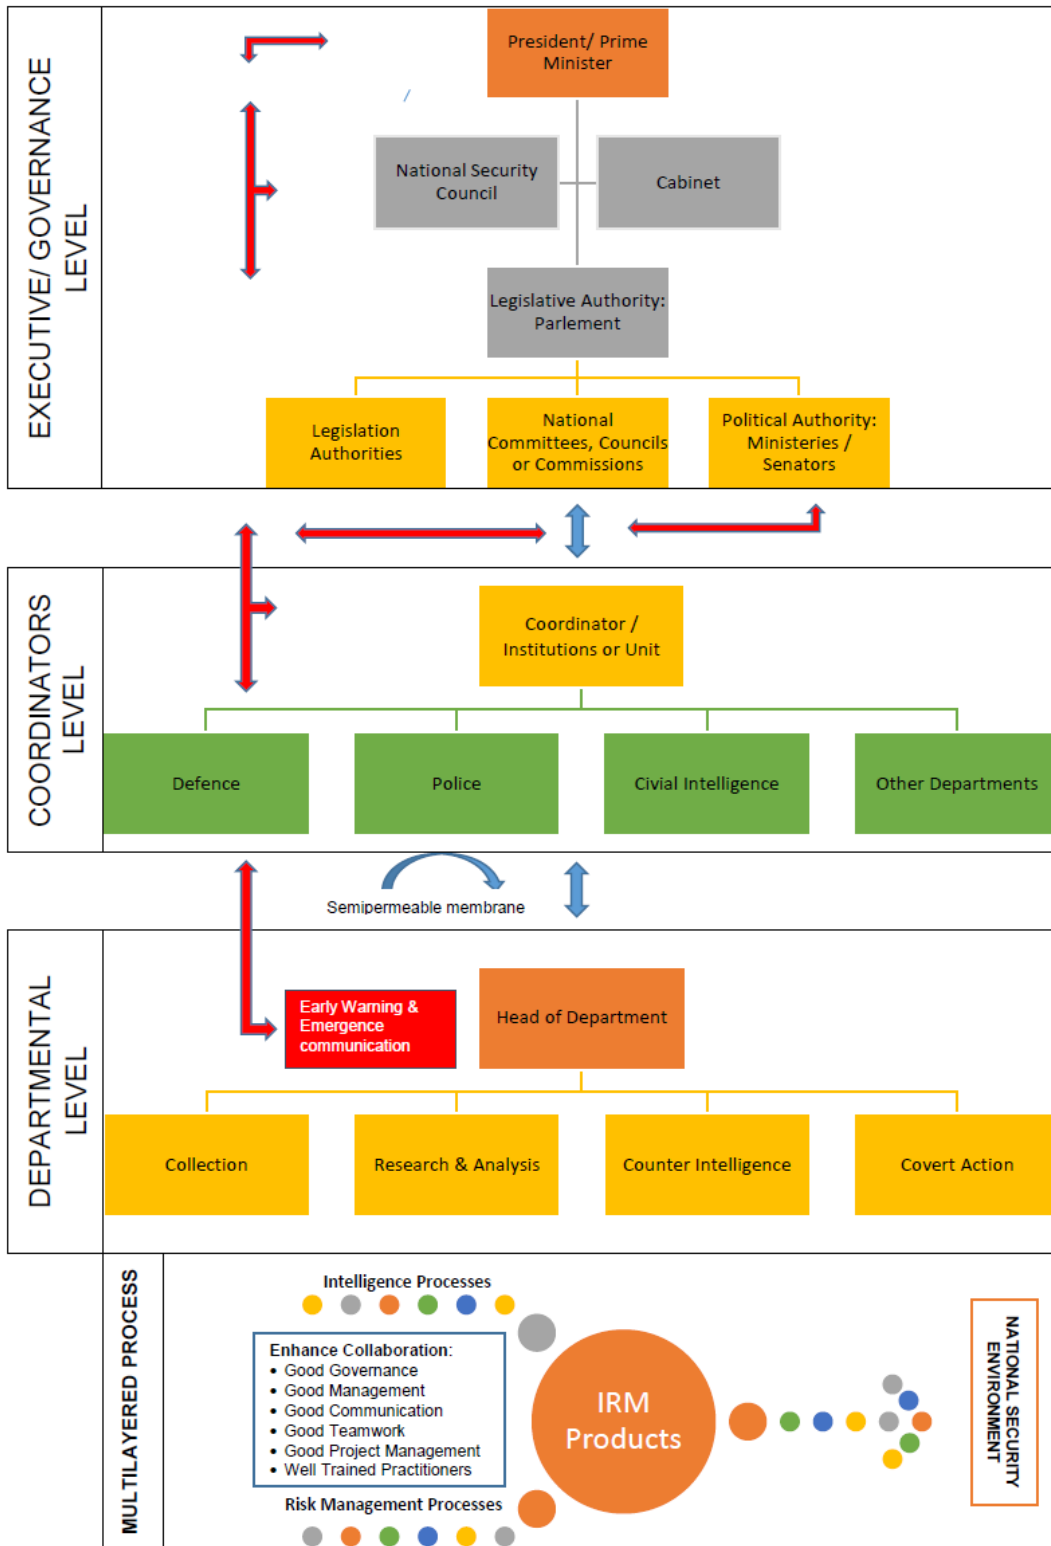 EXECUTIVE/ GOVERNANCE
LEVEL
President/ Prime
Minister
/
National Security
Council
Cabinet
Legislative Authority:
Parlement
Legislation
Authorities
National
Committees, Councils
or Commissions
Political Authority:
Ministeries /
Senators
COORDINATORS
LEVEL
Coordinator /
Institutions or Unit
Defence
Police
Civial Intelligence
Other Departments
Semipermeable membrane
DEPARTMENTAL
LEVEL
Early Warning &
Emergence
communication
Head of Department
Collection
Research & Analysis
Counter Intelligence
Covert Action
MULTILAYERED PROCESS
Intelligence Processes
Enhance Collaboration:
• Good Governance
• Good Management
• Good Communication
• Good Teamwork
• Good Project Management
• Well Trained Practitioners
Risk Management Processes
IRM
Products
NATIONAL SECURITY
ENVIRONMENT